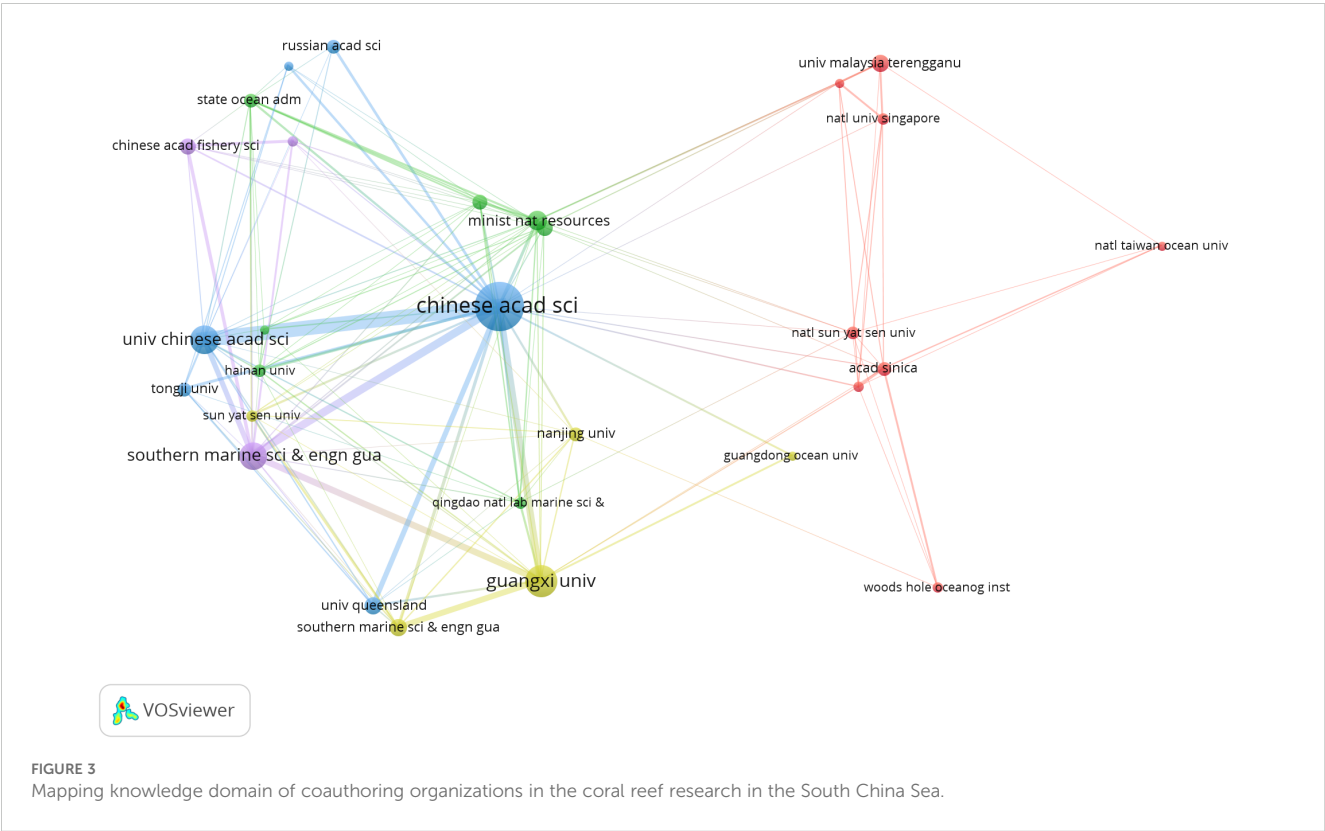 russian acad sci
univ malaysia terengganu
state ocean adm
natl univ singapore
chinese acad fishery sci
minist nat resources
natl taiwan ocean univ
chinese acad sci
natl sun yat sen univ
univ chinese acad sci
hainan univ
acad sinica
tongji univ
sun yat sen univ
nanjing univ
southern marine sci & engn gua
guangdong ocean univ
qingdao natl lab marine sci &
guangxi univ
woods hole oceanog inst
univ queensland
southern marine sci & engn gua
VOSviewer
FIGURE 3
Mapping knowledge domain of coauthoring organizations in the coral reef research in the South China Sea.